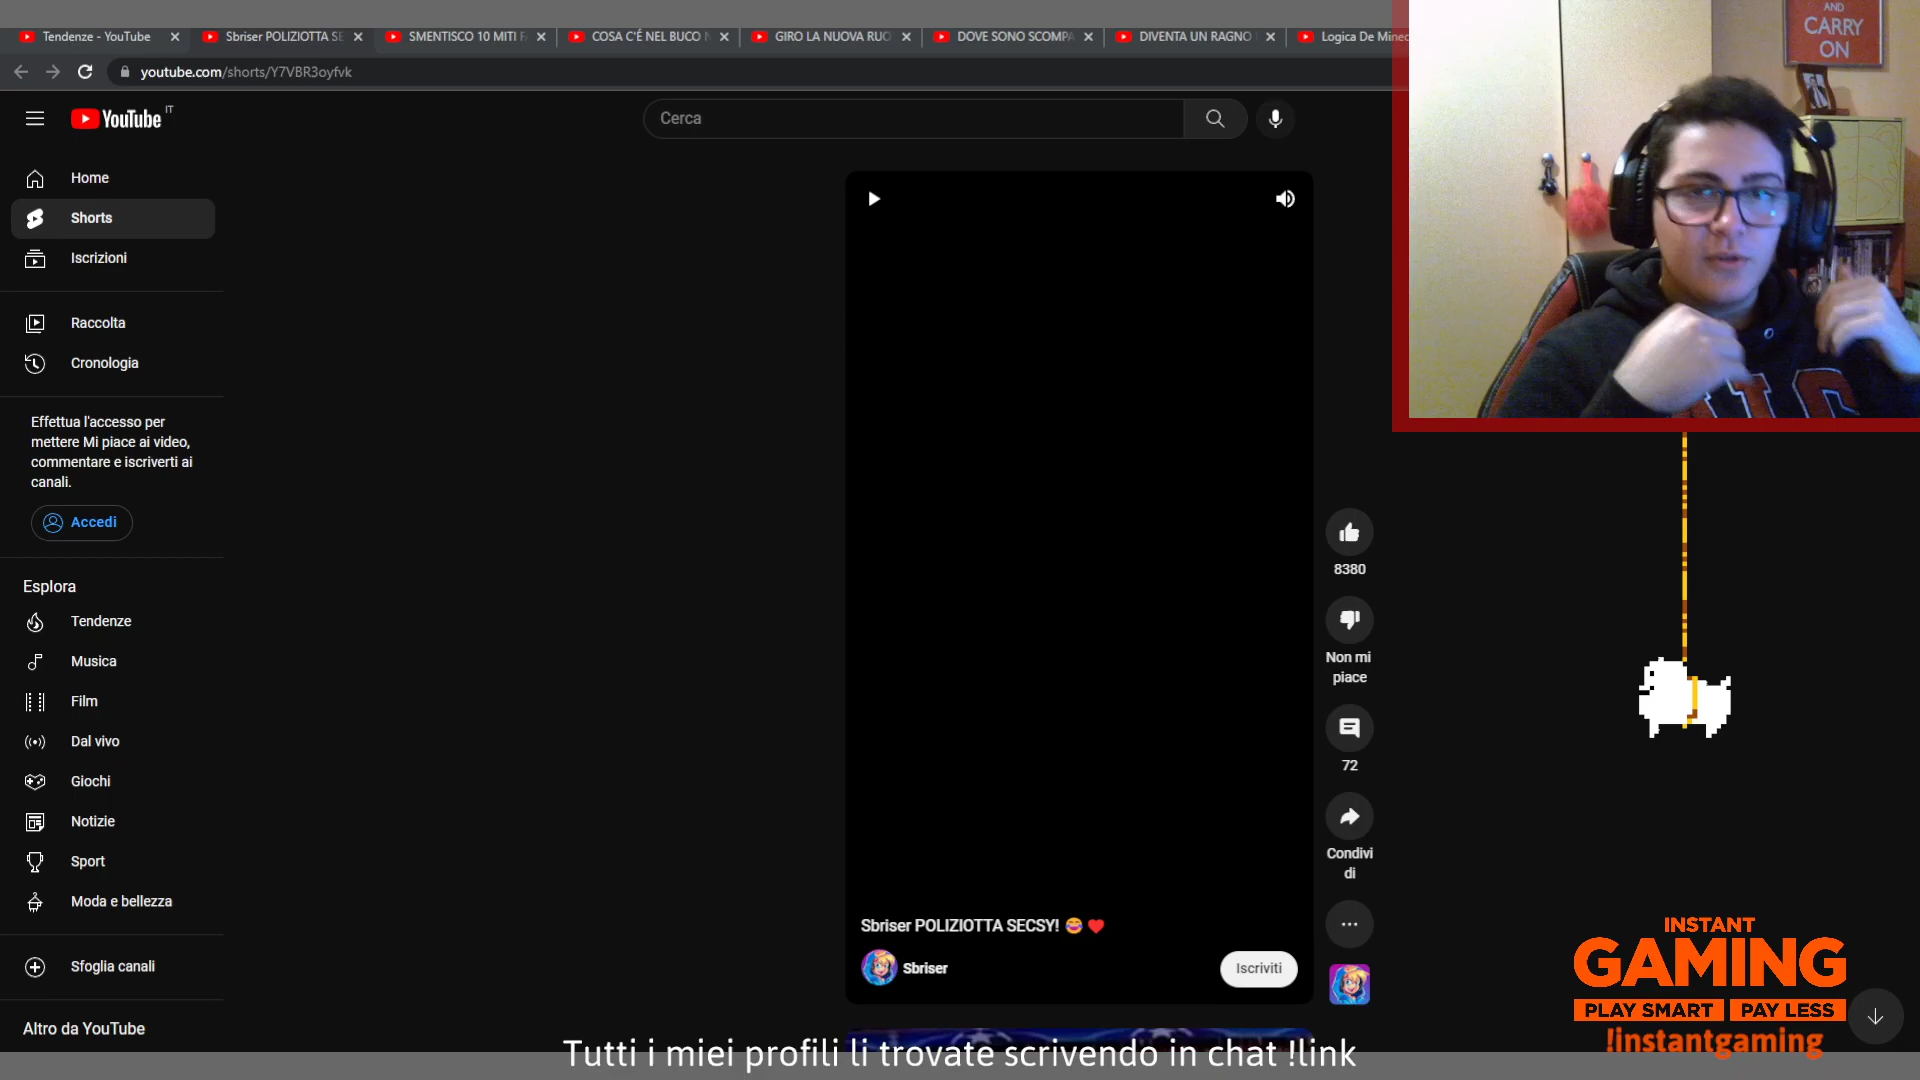 Tendenze - YouTube
Sbriser POLIZIOTTA SE
SMENTISCO 10 MITI F
COSA C'É NEL BUCO N
GIRO LA NUOVA RUO
DOVE SONO SCOMPA
DIVENTA UN RAGNO
Logica De Minec
youtube.com/shorts/Y7VBR3oyfvk
YouTube IT
Cerca
Home
Shorts
Iscrizioni
Raccolta
Cronologia
Effettua l'accesso per
mettere Mi piace ai video,
commentare e iscriverti ai
canali.
Accedi
Esplora
Tendenze
Musica
Film
Dal vivo
Giochi
Notizie
Sport
Moda e bellezza
Sfoglia canali
Altro da YouTube
8380
Non mi
piace
72
Condivi
di
Sbriser POLIZIOTTA SECSY! 😂 ♥
Sbriser
Iscriviti
AND
CARRY
ON
INSTANT
GAMING
PLAY SMART PAY LESS
!instantgaming
Tutti i miei profili li trovate scrivendo in chat !link